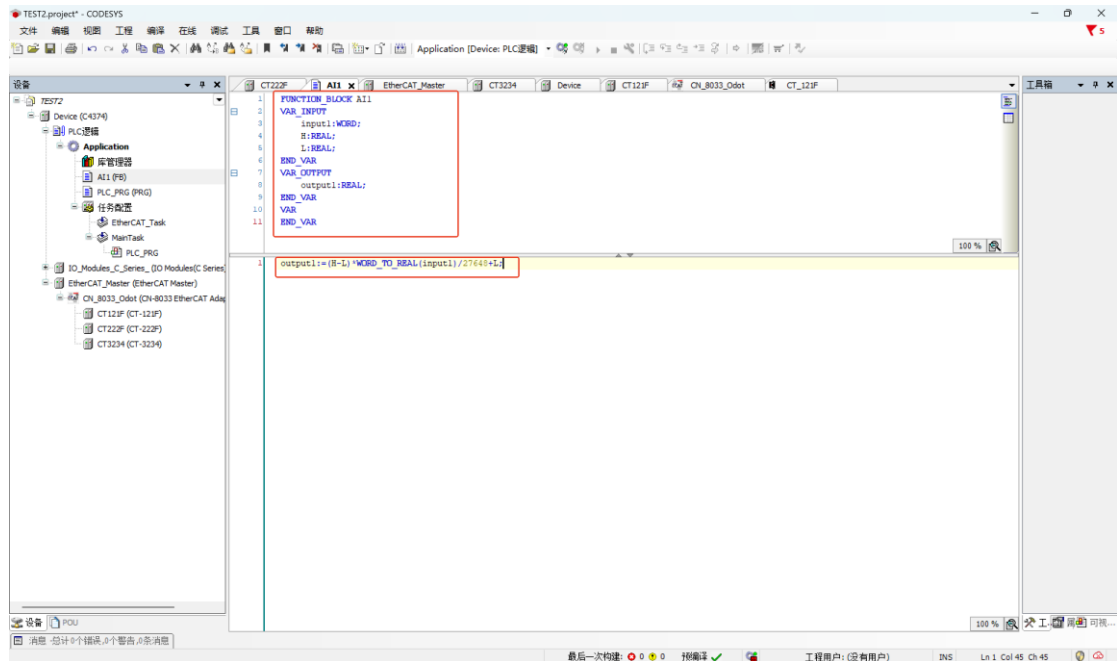 TEST2.project* - CODESYS
文件 编辑 视图 工程 编译 在线 调试 工具 窗口 帮助
5
Application [Device: PLC逻辑]
设备
CT222F AI1 EtherCAT_Master CT3234 Device CT121F CN_8033_Odot CT_121F
工具箱
TEST2
Device (C4374)
PLC逻辑
Application
库管理器
AI1 (FB)
PLC_PRG (PRG)
任务配置
EtherCAT_Task
MainTask
PLC_PRG
IO_Modules_C_Series_ (IO Modules(C Series
EtherCAT_Master (EtherCAT Master)
CN_8033_Odot (CN-8033 EtherCAT Adap
CT121F (CT-121F)
CT222F (CT-222F)
CT3234 (CT-3234)
1 FUNCTION_BLOCK AI1
2 VAR_INPUT
3 input1:WORD;
4 H:REAL;
5 L:REAL;
6 END_VAR
7 VAR_OUTPUT
8 output1:REAL;
9 END_VAR
10 VAR
11 END_VAR
100 %
1 output1:=(H-L)*WORD_TO_REAL(input1)/27648+L;
100 %
设备 POU
工... 可视...
消息 -总计0个错误,0个警告,0条消息
最后一次构建: 0 0 预编译 工程用户: (没有用户) INS Ln 1 Col 45 Ch 45 0